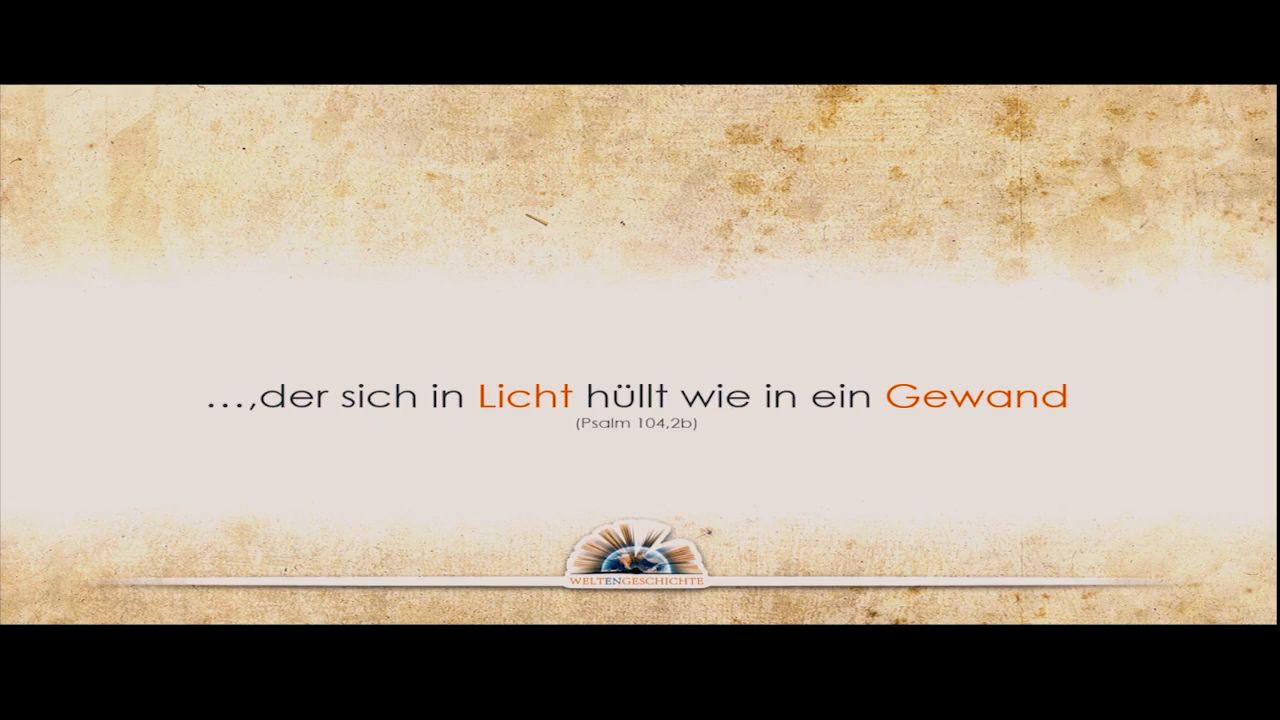 …,der sich in Licht hüllt wie in ein Gewand
(Psalm 104,2b)
WELTENGESCHICHTE